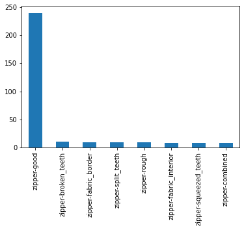 250
200
150
100
50
0
zipper-good
zipper-broken_teeth
zipper-fabric_border
zipper-split_teeth
zipper-rough
zipper-fabric_interior
zipper-squeezed_teeth
zipper-combined